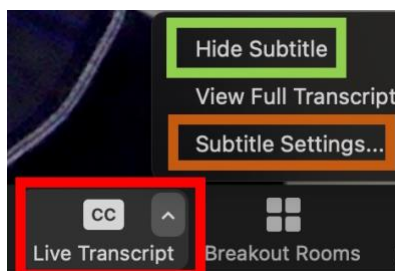 Hide Subtitle
View Full Transcript
Subtitle Settings...
CC
Live Transcript
Breakout Rooms